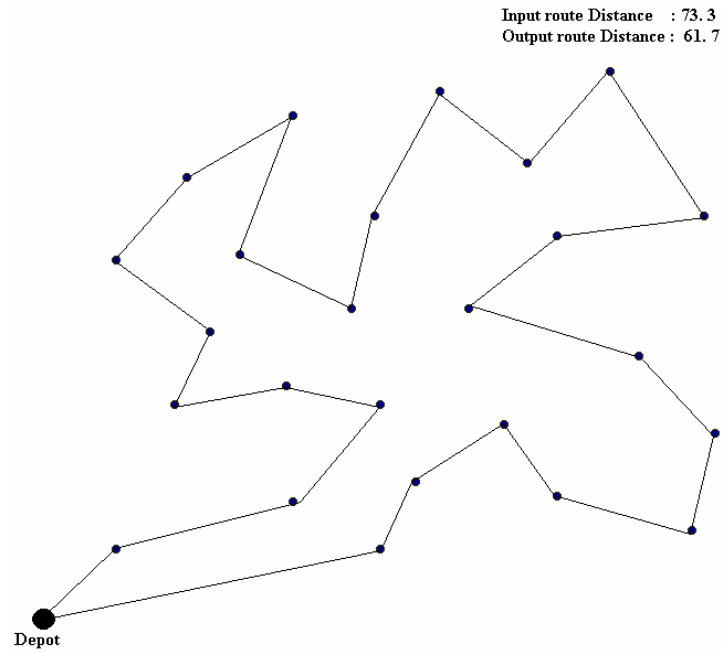 Input route Distance : 73.3
Output route Distance : 61.7
Depot